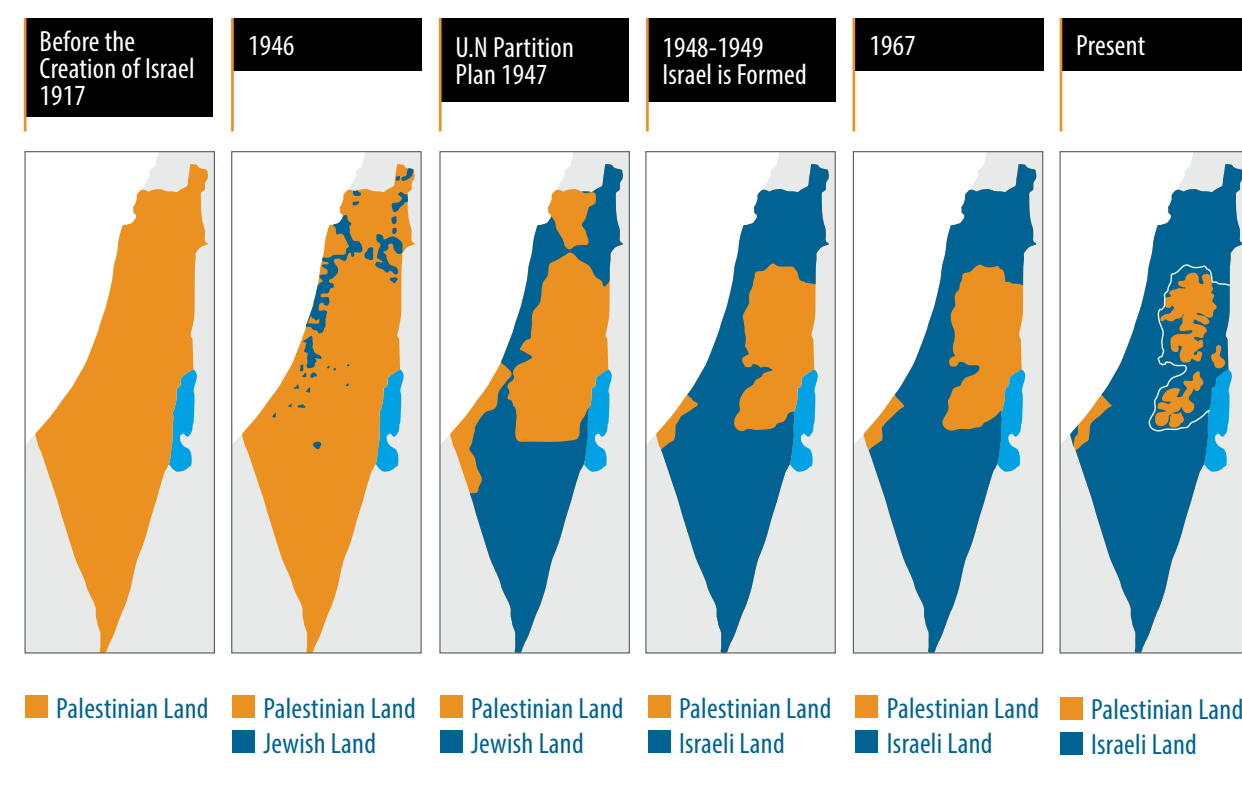 Before the
Creation of Israel
1917
1946
U.N Partition
Plan 1947
1948-1949
Israel is Formed
1967
Present
Palestinian Land
Palestinian Land
Jewish Land
Palestinian Land
Jewish Land
Palestinian Land
Israeli Land
Palestinian Land
Israeli Land
Palestinian Land
Israeli Land